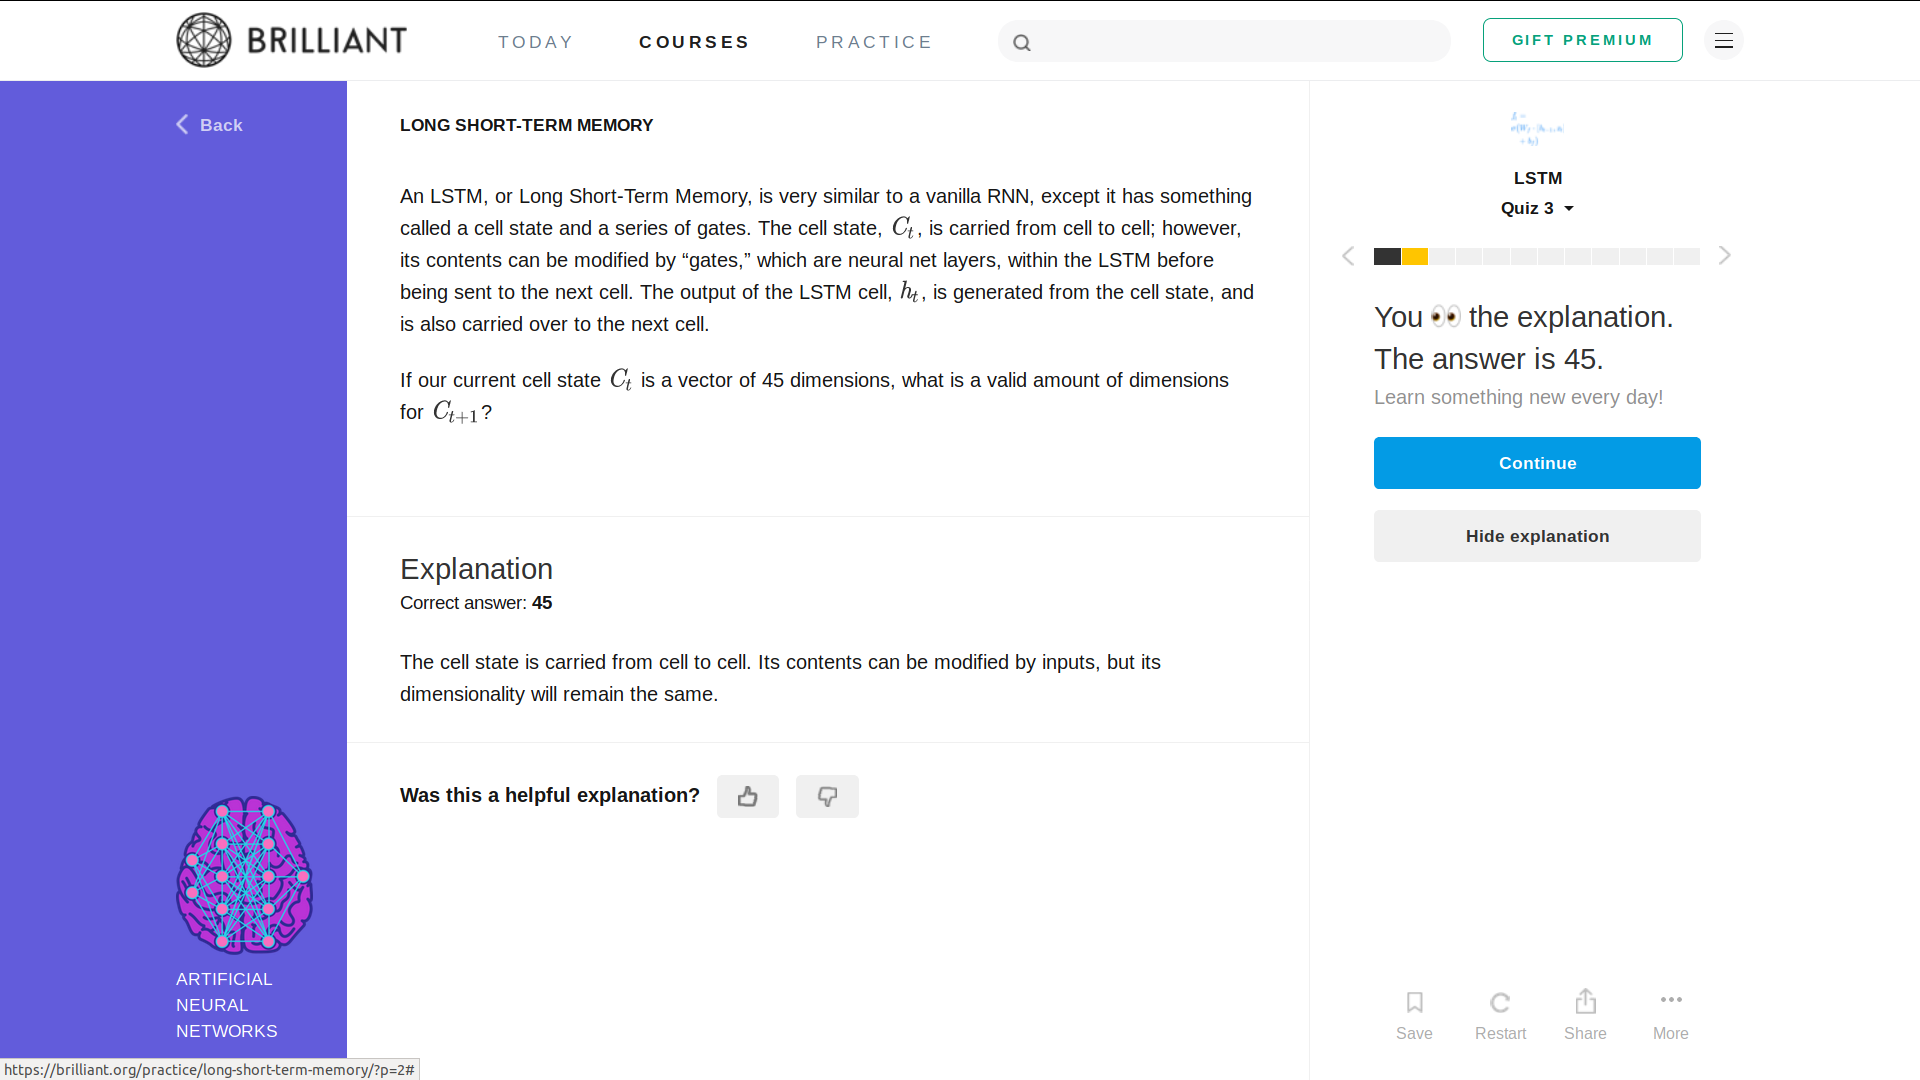 BRILLIANT
TODAY
COURSES
PRACTICE
GIFT PREMIUM
Back
LONG SHORT-TERM MEMORY
An LSTM, or Long Short-Term Memory, is very similar to a vanilla RNN, except it has something
called a cell state and a series of gates. The cell state, C_t, is carried from cell to cell; however,
its contents can be modified by “gates,” which are neural net layers, within the LSTM before
being sent to the next cell. The output of the LSTM cell, h_t, is generated from the cell state, and
is also carried over to the next cell.
If our current cell state C_t is a vector of 45 dimensions, what is a valid amount of dimensions
for C_{t+1}?
Explanation
Correct answer: 45
The cell state is carried from cell to cell. Its contents can be modified by inputs, but its
dimensionality will remain the same.
Was this a helpful explanation?
LSTM
Quiz 3
You 👀 the explanation.
The answer is 45.
Learn something new every day!
Continue
Hide explanation
Save
Restart
Share
More
ARTIFICIAL
NEURAL
NETWORKS
https://brilliant.org/practice/long-short-term-memory/?p=2#